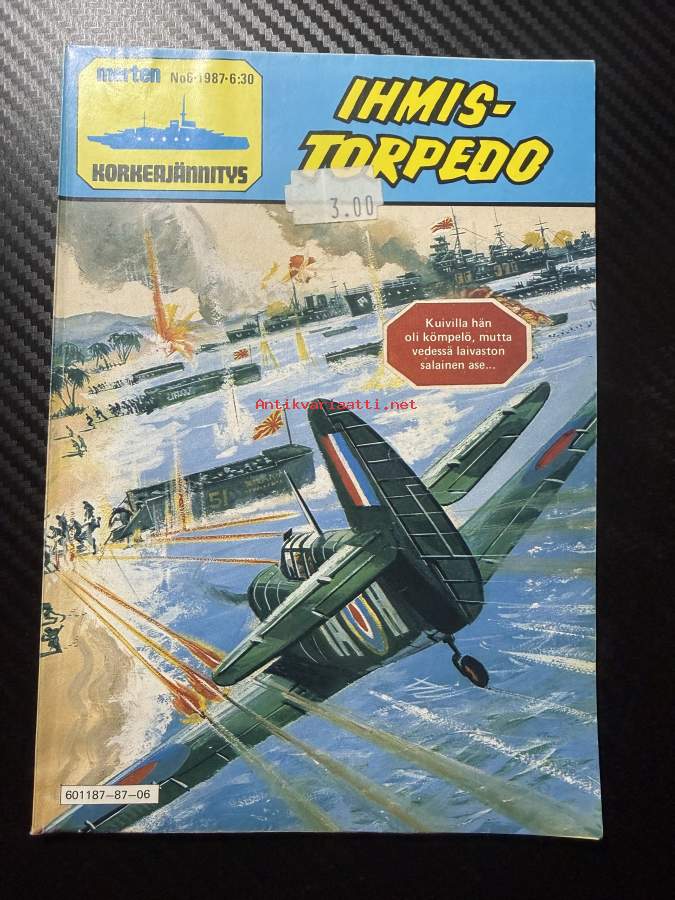 merten No6·1987·6:30
KORKEAJÄNNITYS
IHMIS-
TORPEDO
3.00
Kuivilla hän
oli kömpelö, mutta
vedessä laivaston
salainen ase...
Antikvariaatti.net
51
601187—87—06